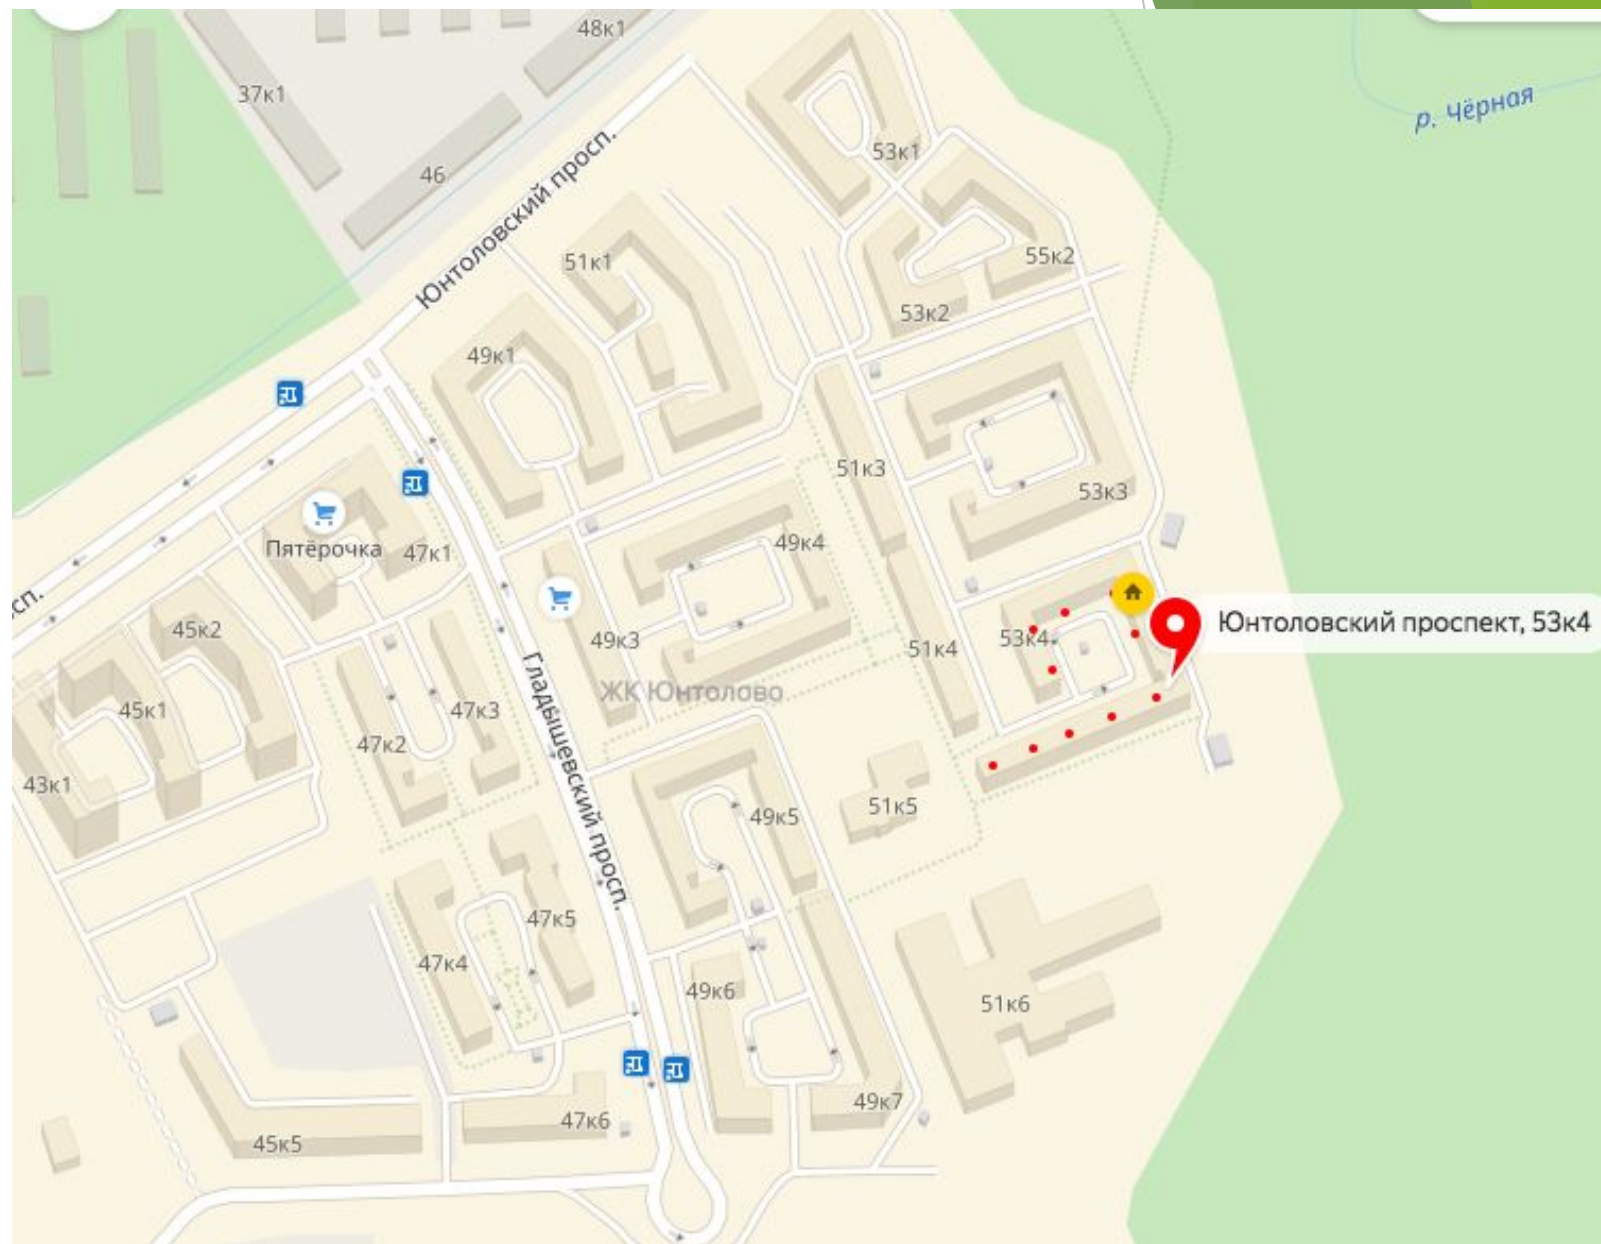 48к1
37к1
р. Чёрная
53к1
46
Юнтоловский просп.
51к1
55к2
53к2
49к1
51к3
53к3
Пятёрочка
47к1
49к4
сп.
45к2
49к3
51к4
53к4
Юнтоловский проспект, 53к4
ЖК Юнтолово
Гладышевский просп.
45к1
47к3
47к2
43к1
49к5
51к5
47к5
47к4
49к6
51к6
49к7
47к6
45к5